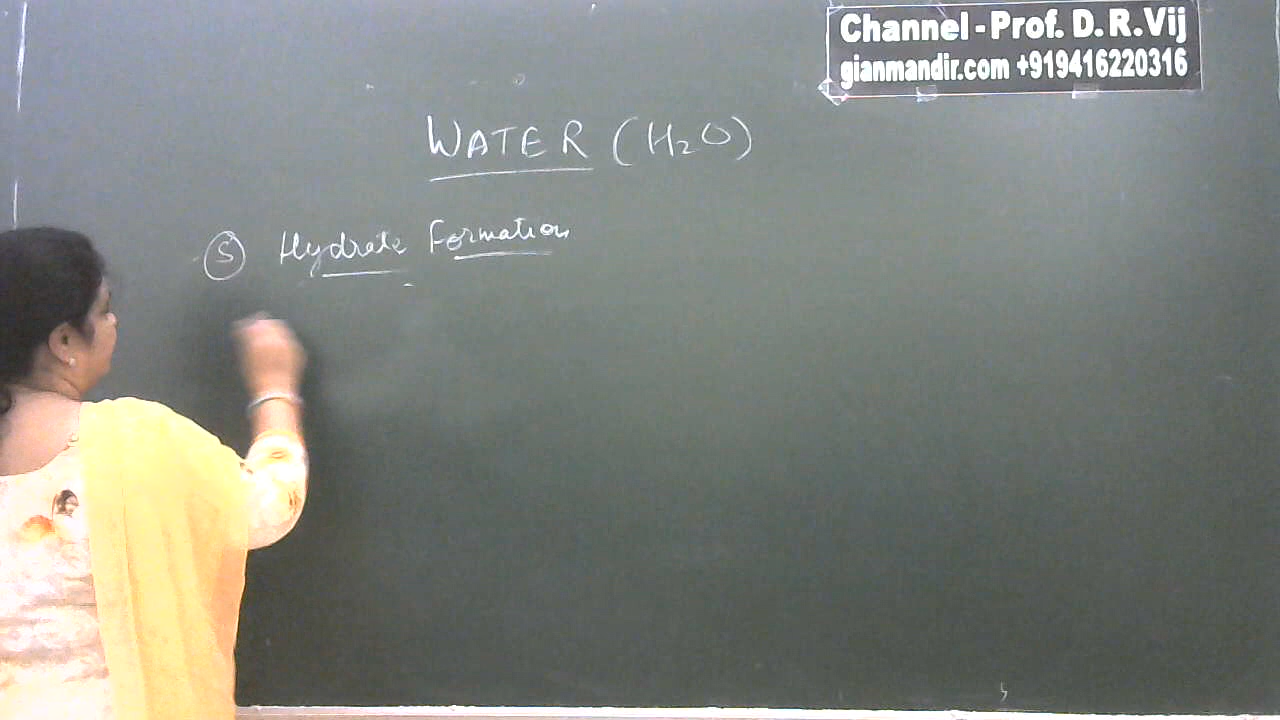 Channel - Prof. D. R. Vij
gianmandir.com +919416220316
WATER (H₂O)
⑤ Hydrate Formation